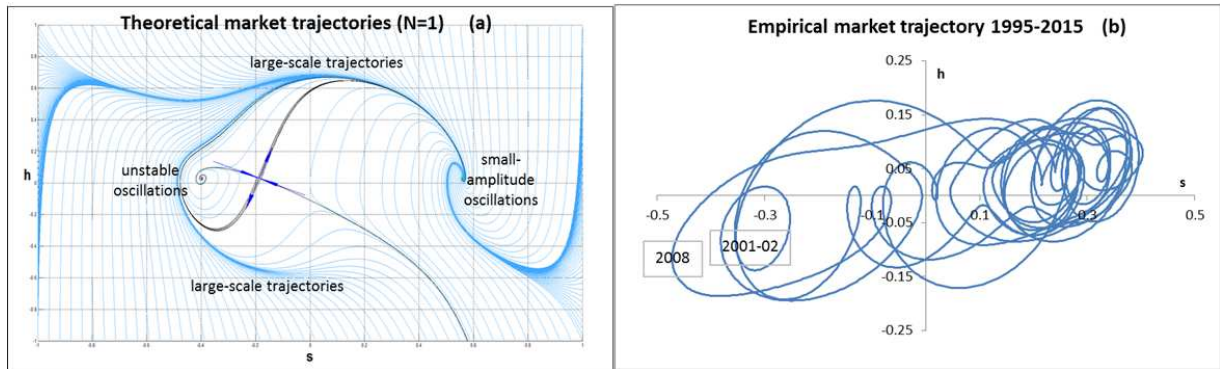 Theoretical market trajectories (N=1) (a)
large-scale trajectories
unstable
oscillations
small-
amplitude
oscillations
h
large-scale trajectories
s
Empirical market trajectory 1995-2015 (b)
0.25
h
0.15
0.05
s
-0.5
-0.3
-0.1
0.1
0.3
0.5
-0.05
2001-02
2008
-0.15
-0.25